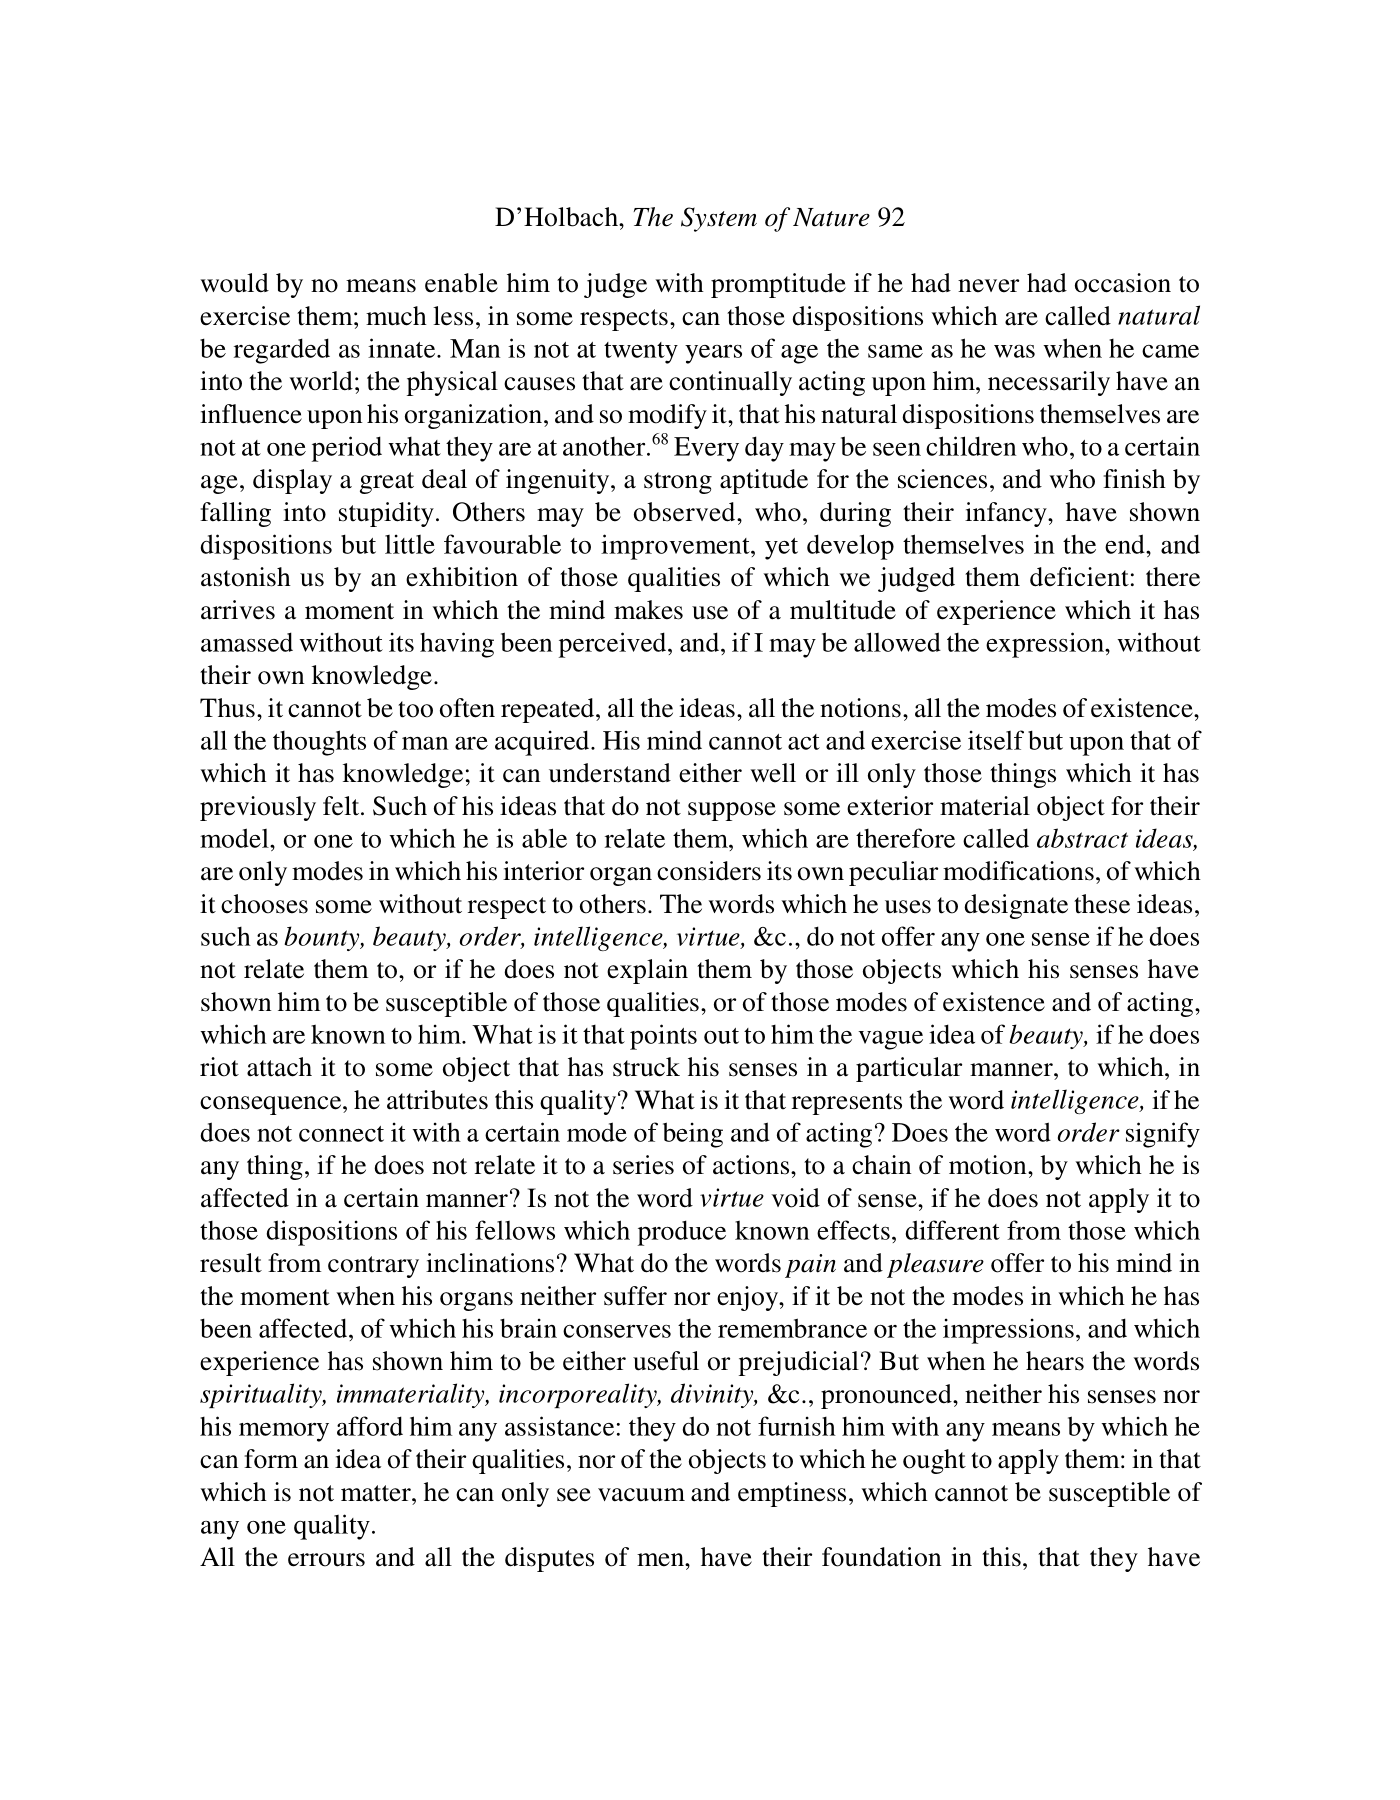 D’Holbach, The System of Nature 92
would by no means enable him to judge with promptitude if he had never had occasion to
exercise them; much less, in some respects, can those dispositions which are called natural
be regarded as innate. Man is not at twenty years of age the same as he was when he came
into the world; the physical causes that are continually acting upon him, necessarily have an
influence upon his organization, and so modify it, that his natural dispositions themselves are
not at one period what they are at another.68 Every day may be seen children who, to a certain
age, display a great deal of ingenuity, a strong aptitude for the sciences, and who finish by
falling into stupidity. Others may be observed, who, during their infancy, have shown
dispositions but little favourable to improvement, yet develop themselves in the end, and
astonish us by an exhibition of those qualities of which we judged them deficient: there
arrives a moment in which the mind makes use of a multitude of experience which it has
amassed without its having been perceived, and, if I may be allowed the expression, without
their own knowledge.
Thus, it cannot be too often repeated, all the ideas, all the notions, all the modes of existence,
all the thoughts of man are acquired. His mind cannot act and exercise itself but upon that of
which it has knowledge; it can understand either well or ill only those things which it has
previously felt. Such of his ideas that do not suppose some exterior material object for their
model, or one to which he is able to relate them, which are therefore called abstract ideas,
are only modes in which his interior organ considers its own peculiar modifications, of which
it chooses some without respect to others. The words which he uses to designate these ideas,
such as bounty, beauty, order, intelligence, virtue, &c., do not offer any one sense if he does
not relate them to, or if he does not explain them by those objects which his senses have
shown him to be susceptible of those qualities, or of those modes of existence and of acting,
which are known to him. What is it that points out to him the vague idea of beauty, if he does
riot attach it to some object that has struck his senses in a particular manner, to which, in
consequence, he attributes this quality? What is it that represents the word intelligence, if he
does not connect it with a certain mode of being and of acting? Does the word order signify
any thing, if he does not relate it to a series of actions, to a chain of motion, by which he is
affected in a certain manner? Is not the word virtue void of sense, if he does not apply it to
those dispositions of his fellows which produce known effects, different from those which
result from contrary inclinations? What do the words pain and pleasure offer to his mind in
the moment when his organs neither suffer nor enjoy, if it be not the modes in which he has
been affected, of which his brain conserves the remembrance or the impressions, and which
experience has shown him to be either useful or prejudicial? But when he hears the words
spirituality, immateriality, incorporeality, divinity, &c., pronounced, neither his senses nor
his memory afford him any assistance: they do not furnish him with any means by which he
can form an idea of their qualities, nor of the objects to which he ought to apply them: in that
which is not matter, he can only see vacuum and emptiness, which cannot be susceptible of
any one quality.
All the errours and all the disputes of men, have their foundation in this, that they have